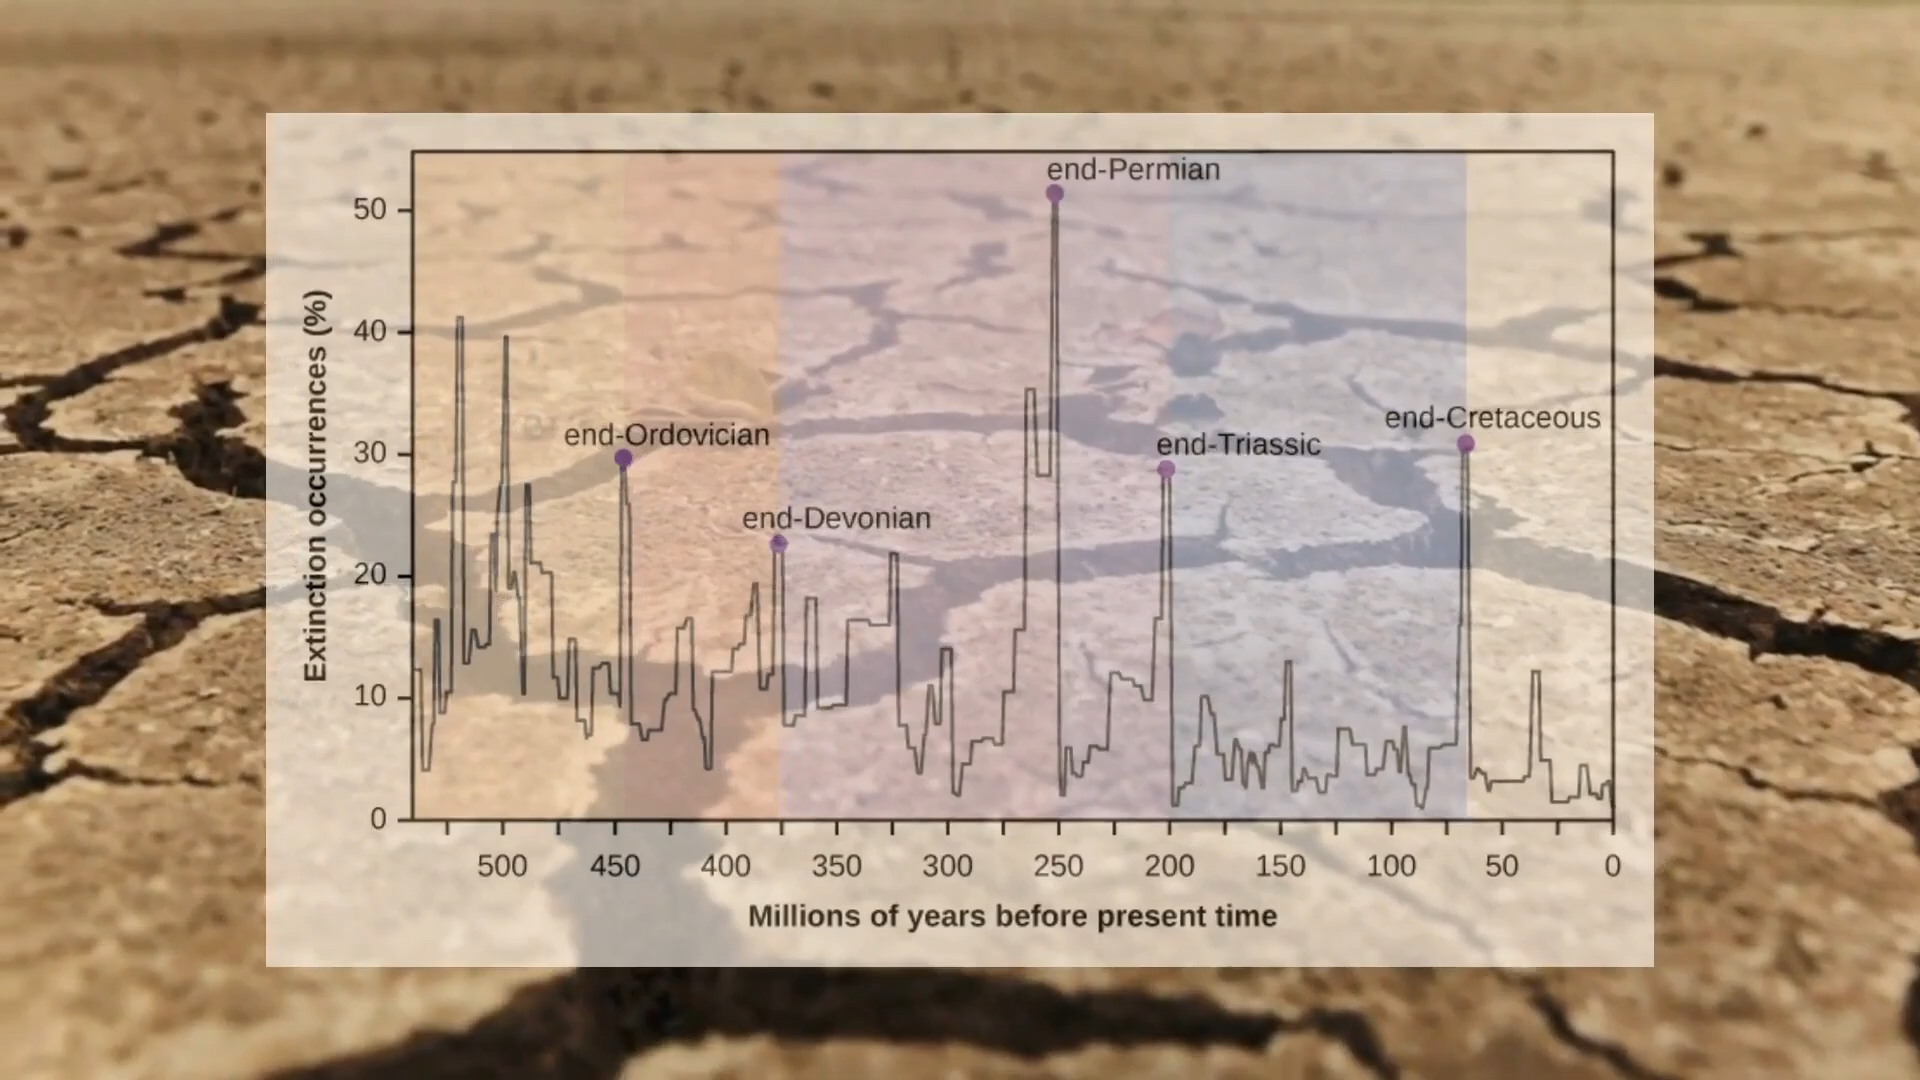 end-Permian
50
40
end-Cretaceous
end-Ordovician
end-Triassic
30
end-Devonian
20
10
0
Extinction occurrences (%)
500 450 400 350 300 250 200 150 100 50 0
Millions of years before present time